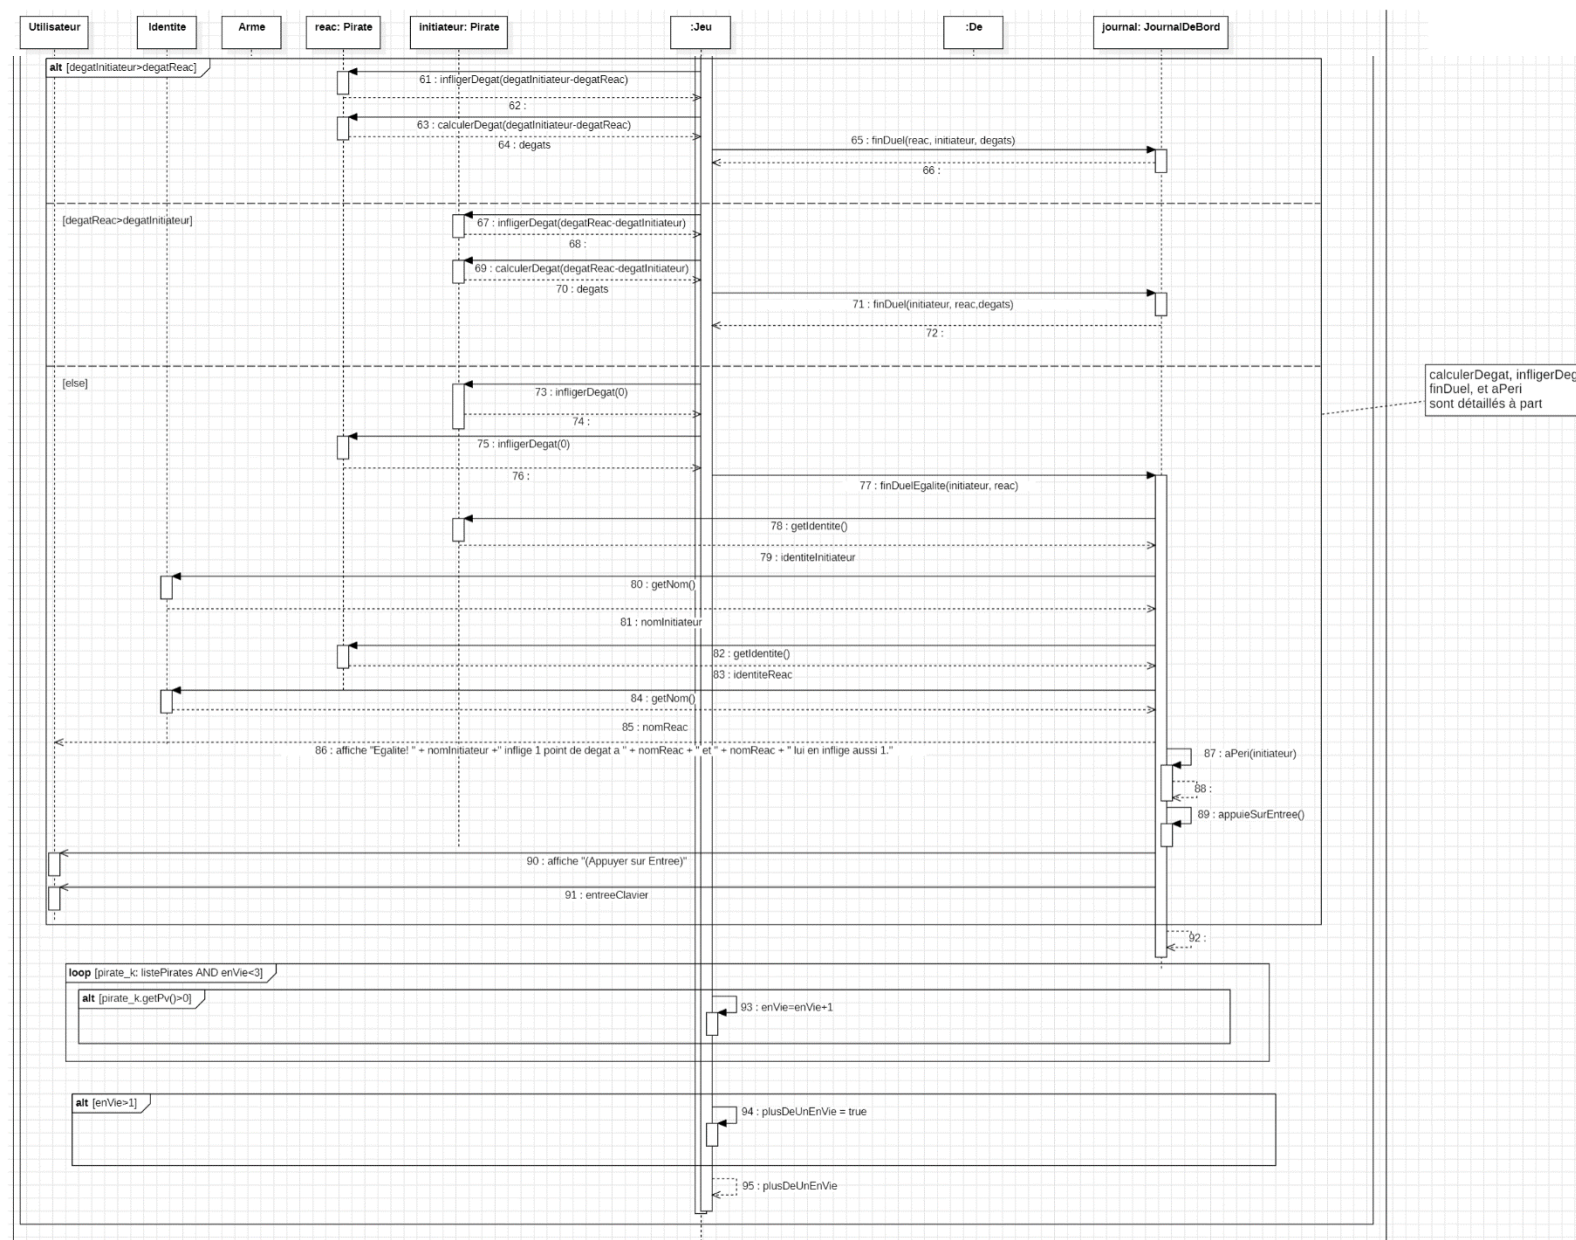 Utilisateur
Identite
Arme
reac: Pirate
initiateur: Pirate
:Jeu
:De
journal: JournalDeBord
alt [degatInitiateur>degatReac]
61 : infligerDegat(degatInitiateur-degatReac)
62 :
63 : calculerDegat(degatInitiateur-degatReac)
64 : degats
65 : finDuel(reac, initiateur, degats)
66 :
[degatReac>degatInitiateur]
67 : infligerDegat(degatReac-degatInitiateur)
68 :
69 : calculerDegat(degatReac-degatInitiateur)
70 : degats
71 : finDuel(initiateur, reac,degats)
72 :
[else]
73 : infligerDegat(0)
74 :
75 : infligerDegat(0)
76 :
calculerDegat, infligerDeg
finDuel, et aPeri
sont détaillés à part
77 : finDuelEgalite(initiateur, reac)
78 : getIdentite()
79 : identiteInitiateur
80 : getNom()
81 : nomInitiateur
82 : getIdentite()
83 : identiteReac
84 : getNom()
85 : nomReac
86 : affiche "Egalite! " + nomInitiateur +" inflige 1 point de degat a " + nomReac + " et " + nomReac + " lui en inflige aussi 1."
87 : aPeri(initiateur)
88 :
89 : appuieSurEntree()
90 : affiche "(Appuyer sur Entree)"
91 : entreeClavier
92 :
loop [pirate_k: listePirates AND enVie<3]
alt [pirate_k.getPv()>0]
93 : enVie=enVie+1
alt [enVie>1]
94 : plusDeUnEnVie = true
95 : plusDeUnEnVie